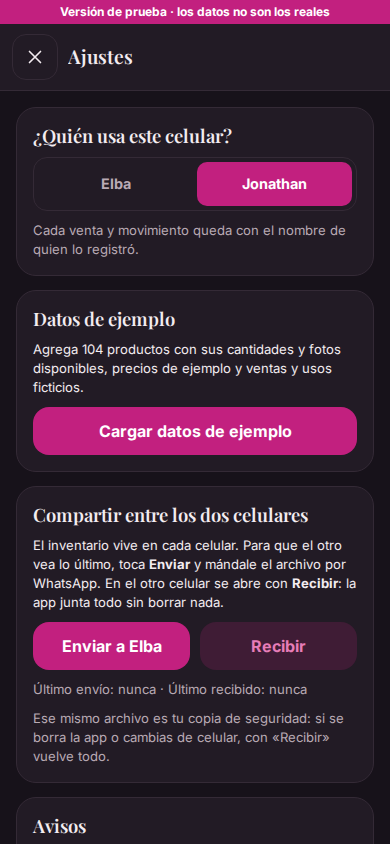 Versión de prueba · los datos no son los reales
Ajustes
¿Quién usa este celular?
Elba
Jonathan
Cada venta y movimiento queda con el nombre de
quien lo registró.
Datos de ejemplo
Agrega 104 productos con sus cantidades y fotos
disponibles, precios de ejemplo y ventas y usos
ficticios.
Cargar datos de ejemplo
Compartir entre los dos celulares
El inventario vive en cada celular. Para que el otro
vea lo último, toca Enviar y mándale el archivo por
WhatsApp. En el otro celular se abre con Recibir: la
app junta todo sin borrar nada.
Enviar a Elba
Recibir
Último envío: nunca · Último recibido: nunca
Ese mismo archivo es tu copia de seguridad: si se
borra la app o cambias de celular, con «Recibir»
vuelve todo.
Avisos